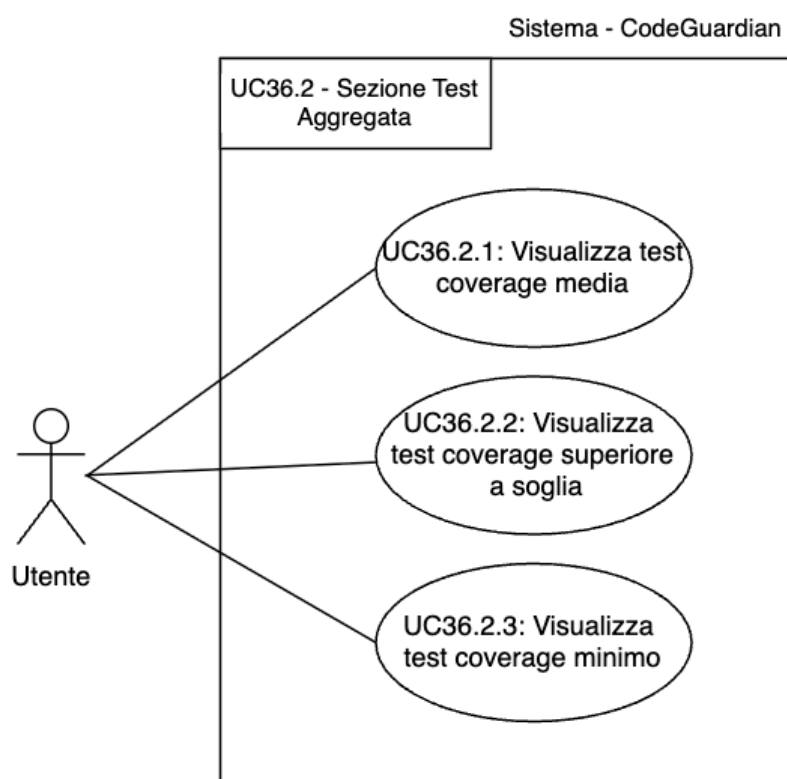 Sistema - CodeGuardian
UC36.2 - Sezione Test
Aggregata
UC36.2.1: Visualizza test
coverage media
UC36.2.2: Visualizza
test coverage superiore
a soglia
Utente
UC36.2.3: Visualizza
test coverage minimo